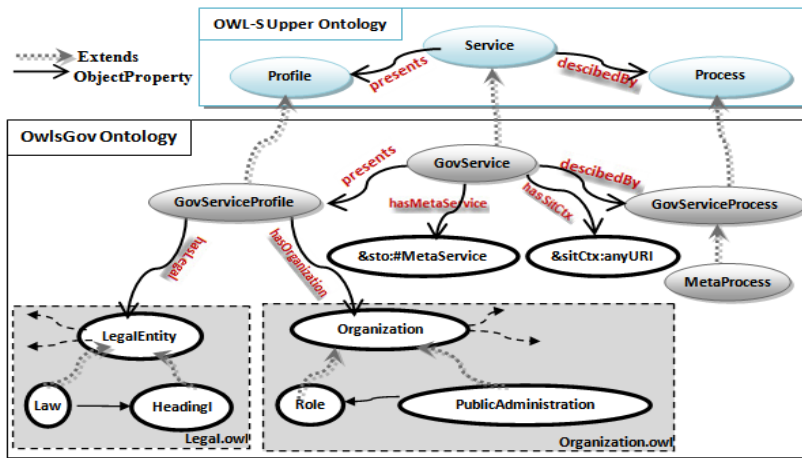 OWL-S Upper Ontology
Extends
ObjectProperty
Service
Profile
presents
descibedBy
Process
OwlsGov Ontology
GovService
presents
descibedBy
GovServiceProfile
hasMetaService
hasSitCtx
GovServiceProcess
hasLegal
hasOrganization
&sto:#MetaService
&sitCtx:anyURI
MetaProcess
LegalEntity
Organization
Law
HeadingI
Role
PublicAdministration
Legal.owl
Organization.owl